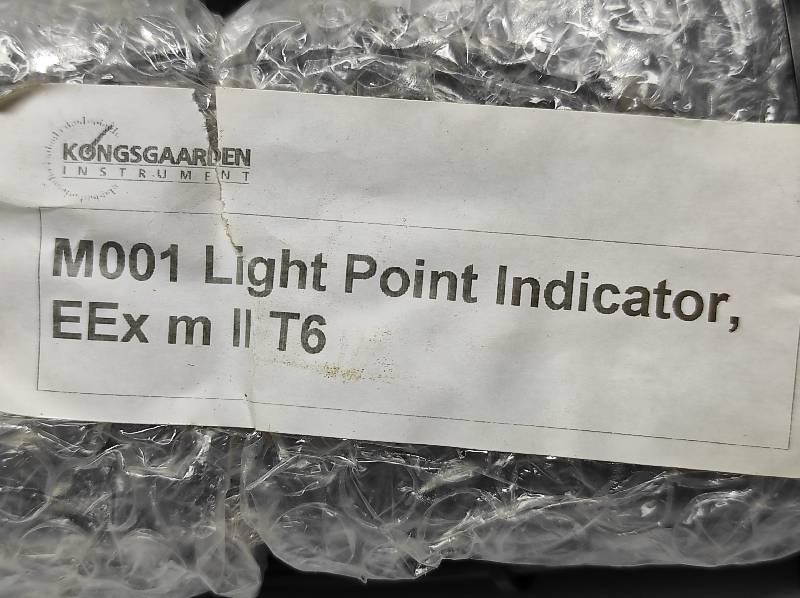 KONGSGAARDEN
INSTRUMENT
M001 Light Point Indicator,
EEx m II T6